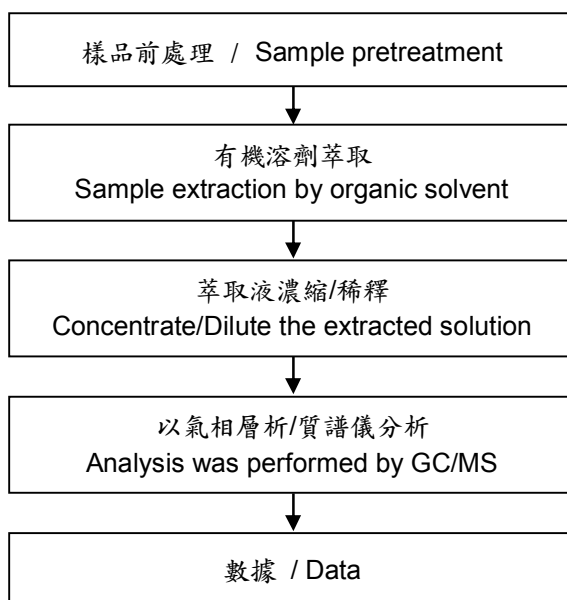 樣品前處理 / Sample pretreatment
有機溶劑萃取
Sample extraction by organic solvent
萃取液濃縮/稀釋
Concentrate/Dilute the extracted solution
以氣相層析/質譜儀分析
Analysis was performed by GC/MS
數據 / Data